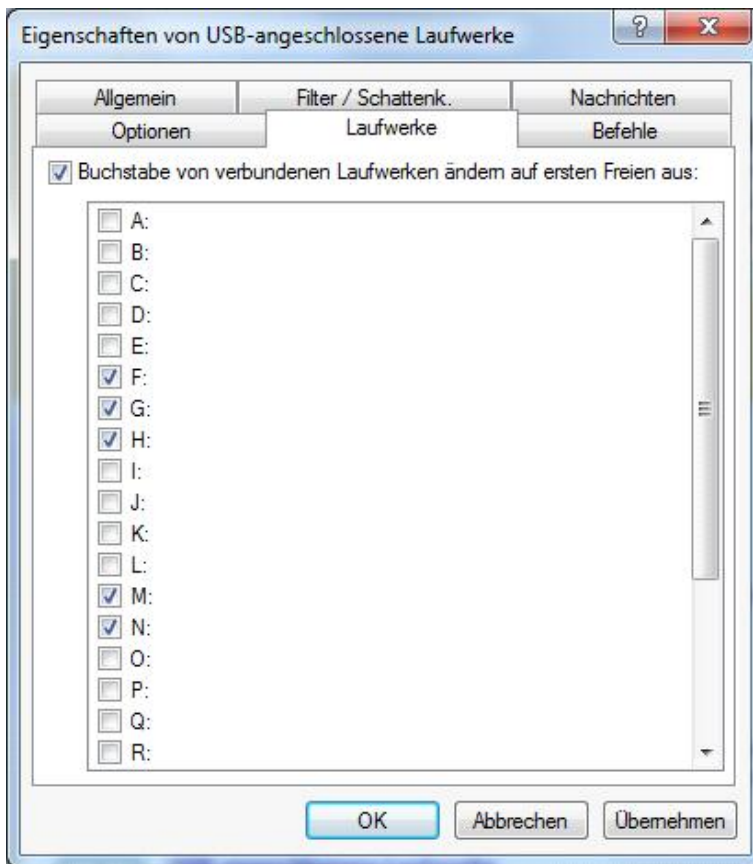 Eigenschaften von USB-angeschlossene Laufwerke
Allgemein
Filter / Schattenk.
Nachrichten
Optionen
Laufwerke
Befehle
Buchstabe von verbundenen Laufwerken ändern auf ersten Freien aus:
A:
B:
C:
D:
E:
F:
G:
H:
I:
J:
K:
L:
M:
N:
O:
P:
Q:
R:
OK
Abbrechen
Übernehmen